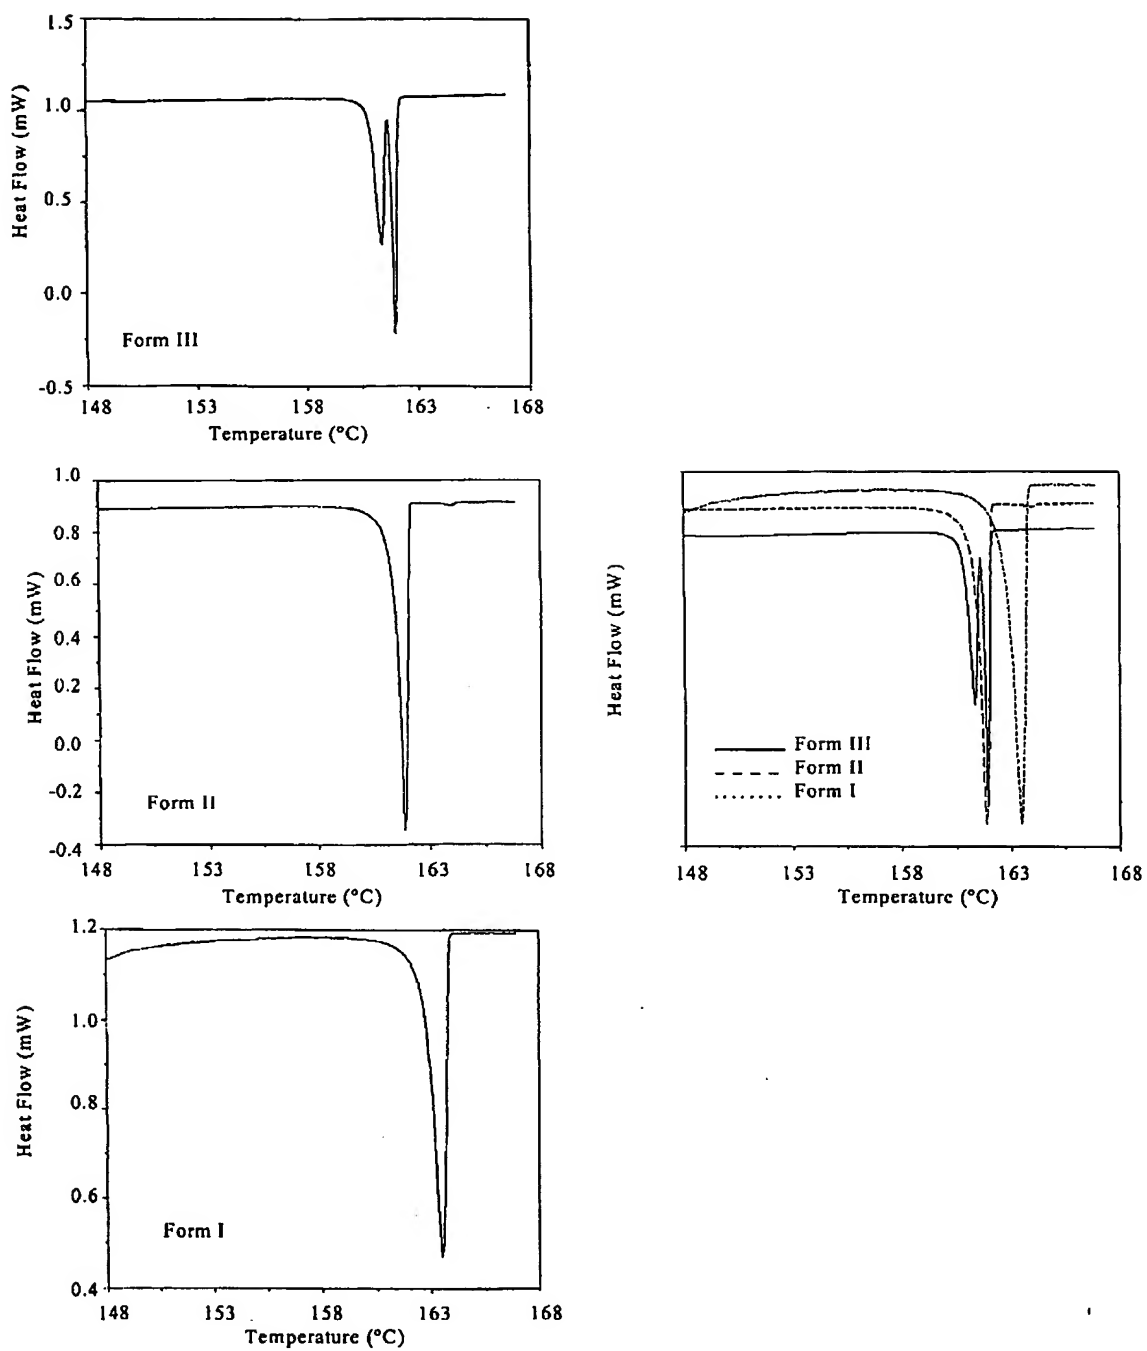 1.5
1.0
0.5
0.0
-0.5
Heat Flow (mW)
Form III
148 153 158 163 168
Temperature (°C)
1.0
0.8
0.6
0.4
0.2
0.0
-0.2
-0.4
Heat Flow (mW)
Form II
148 153 158 163 168
Temperature (°C)
Heat Flow (mW)
Form III
Form II
Form I
148 153 158 163 168
Temperature (°C)
1.2
1.0
0.8
0.6
0.4
Heat Flow (mW)
Form I
148 153 158 163 168
Temperature (°C)